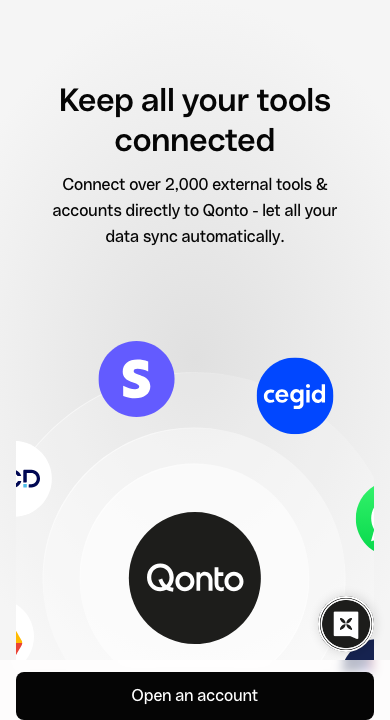 Keep all your tools
connected
Connect over 2,000 external tools &
accounts directly to Qonto - let all your
data sync automatically.
S
cegid
CD
Qonto
Open an account